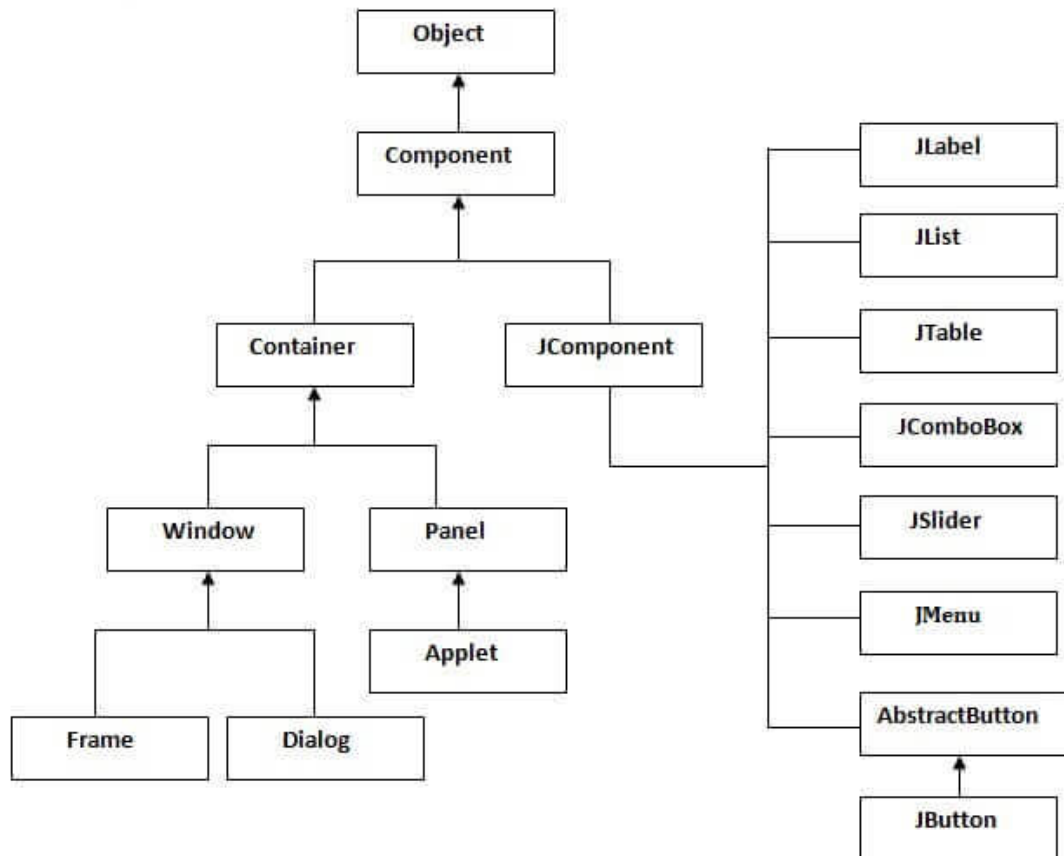 Object
Component
Container
JComponent
Window
Panel
Applet
Frame
Dialog
JLabel
JList
JTable
JComboBox
JSlider
JMenu
AbstractButton
JButton